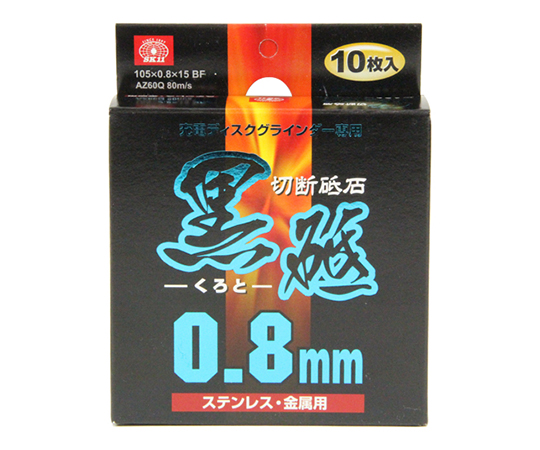 SK11
105×0.8×15 BF
AZ60Q 80m/s
10枚入
充電ディスクグラインダー専用
切断砥石
黒砥
ーくろとー
0.8mm
ステンレス・金属用